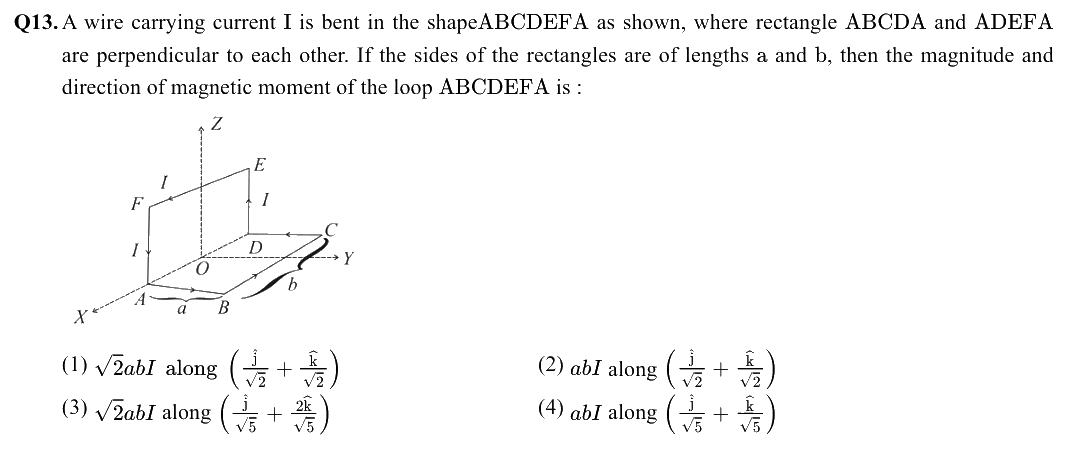 Q13. A wire carrying current I is bent in the shapeABCDEFA as shown, where rectangle ABCDA and ADEFA
are perpendicular to each other. If the sides of the rectangles are of lengths a and b, then the magnitude and
direction of magnetic moment of the loop ABCDEFA is :
Z
E
I
F
I
C
I
D
Y
O
b
A
a
B
X
(1) √2abI along (ĵ/√2 + k̂/√2)
(2) abI along (ĵ/√2 + k̂/√2)
(3) √2abI along (ĵ/√5 + 2k̂/√5)
(4) abI along (ĵ/√5 + k̂/√5)